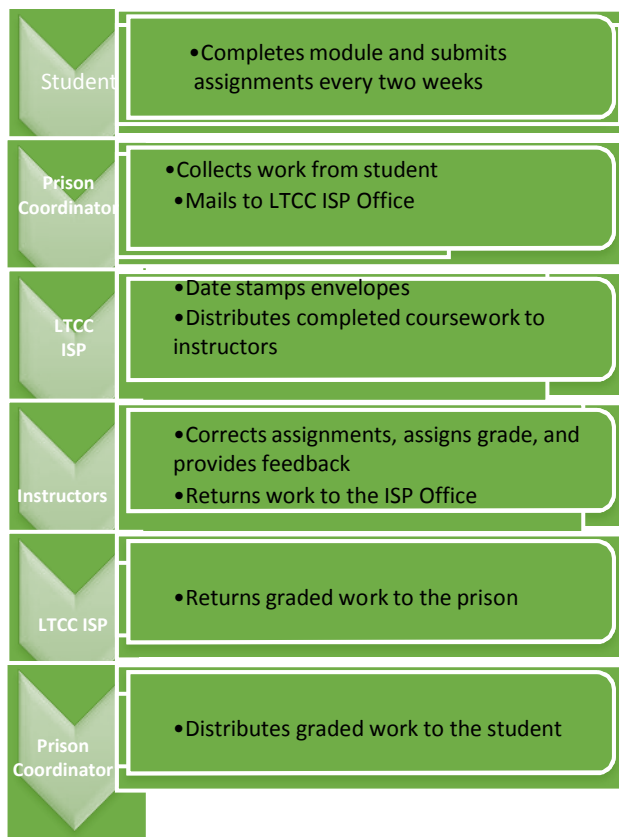 Student
•Completes module and submits
assignments every two weeks
Prison
Coordinator
•Collects work from student
•Mails to LTCC ISP Office
LTCC
ISP
•Date stamps envelopes
•Distributes completed coursework to
instructors
Instructors
•Corrects assignments, assigns grade, and
provides feedback
•Returns work to the ISP Office
LTCC ISP
•Returns graded work to the prison
Prison
Coordinator
•Distributes graded work to the student